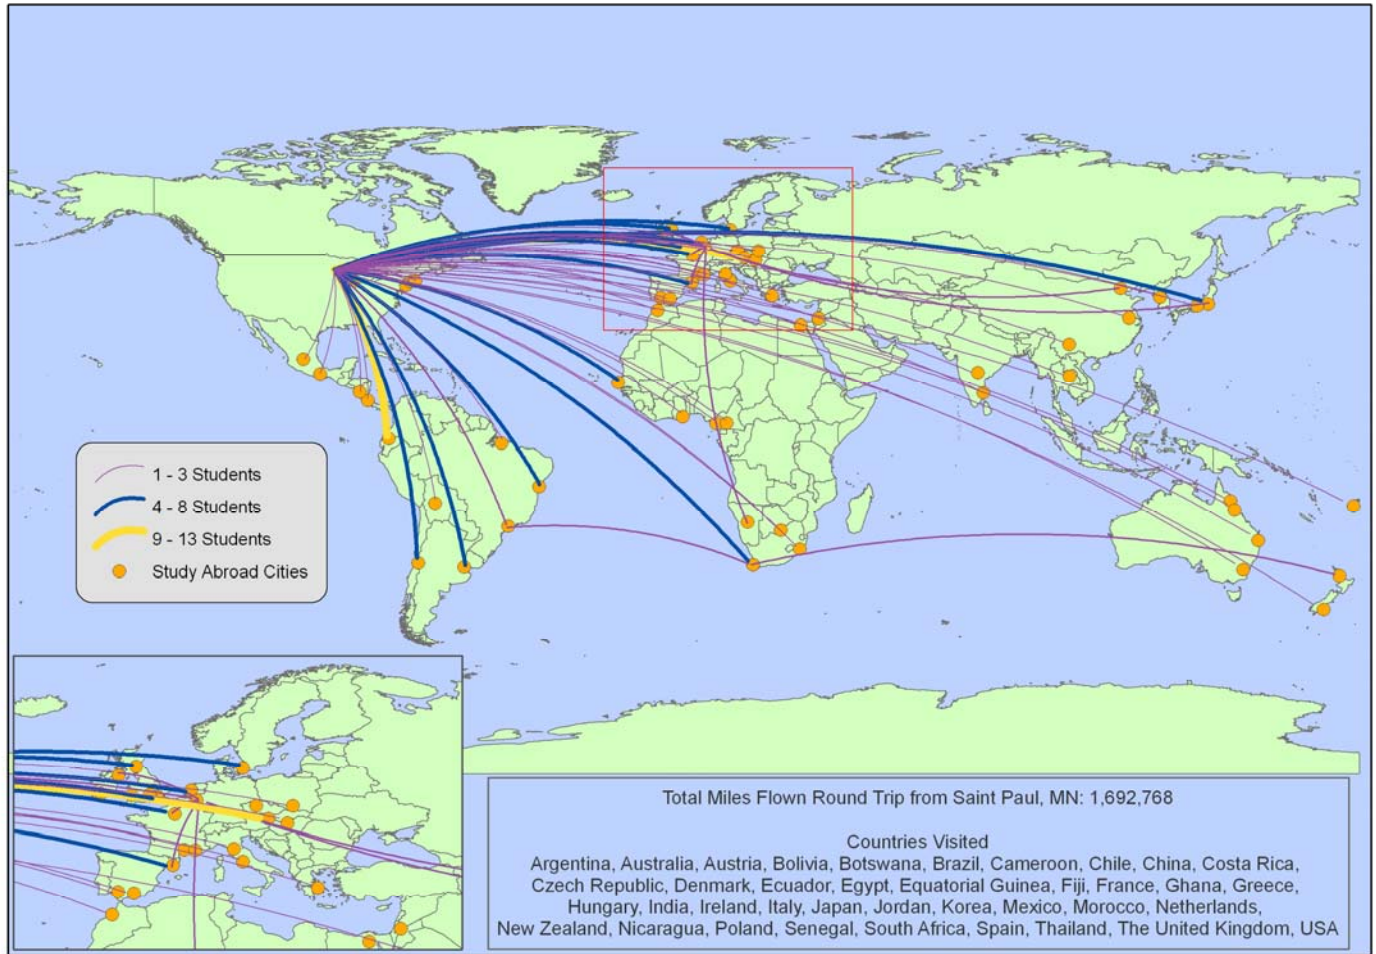 1 - 3 Students
4 - 8 Students
9 - 13 Students
Study Abroad Cities
Total Miles Flown Round Trip from Saint Paul, MN: 1,692,768
Countries Visited
Argentina, Australia, Austria, Bolivia, Botswana, Brazil, Cameroon, Chile, China, Costa Rica,
Czech Republic, Denmark, Ecuador, Egypt, Equatorial Guinea, Fiji, France, Ghana, Greece,
Hungary, India, Ireland, Italy, Japan, Jordan, Korea, Mexico, Morocco, Netherlands,
New Zealand, Nicaragua, Poland, Senegal, South Africa, Spain, Thailand, The United Kingdom, USA